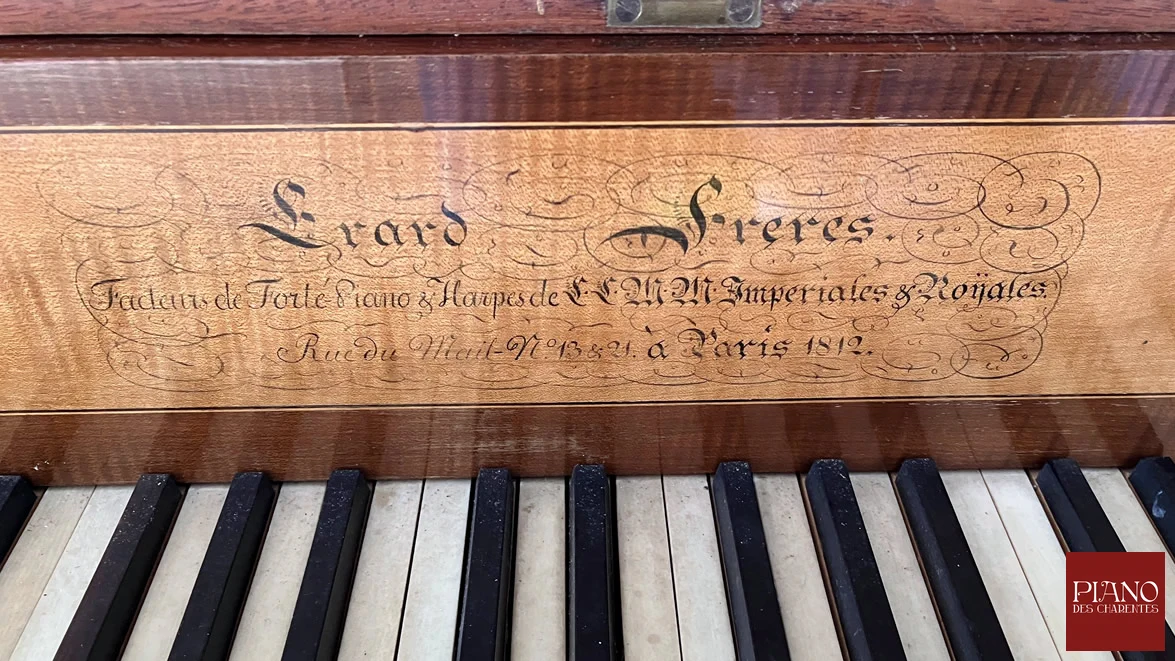 Erard Freres.
Facteurs de Forté Piano & Harpes de L L M M Imperiales & Royales.
Rue du Mail-N° 13 & 21. à Paris 1812.
PIANO
DES CHARENTES